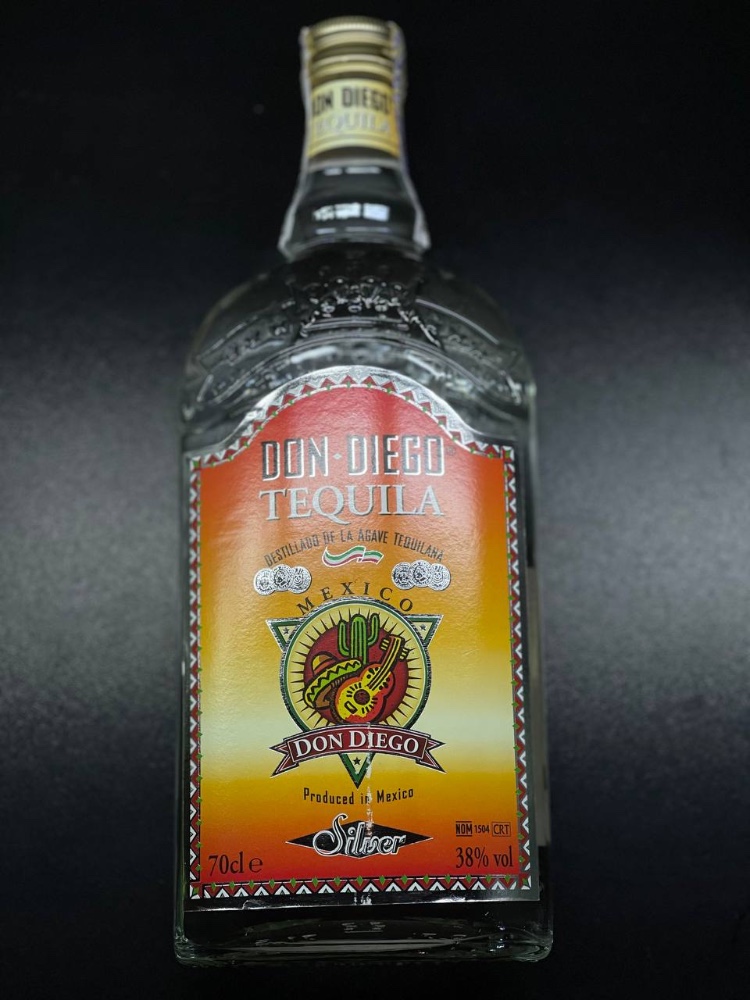 DON DIEGO
TEQUILA
DON·DIEGO®
TEQUILA
DESTILLADO DE LA AGAVE TEQUILANA
MEXICO
DON DIEGO
Produced in Mexico
Silver
NOM 1504 CRT
70cl e
38% vol